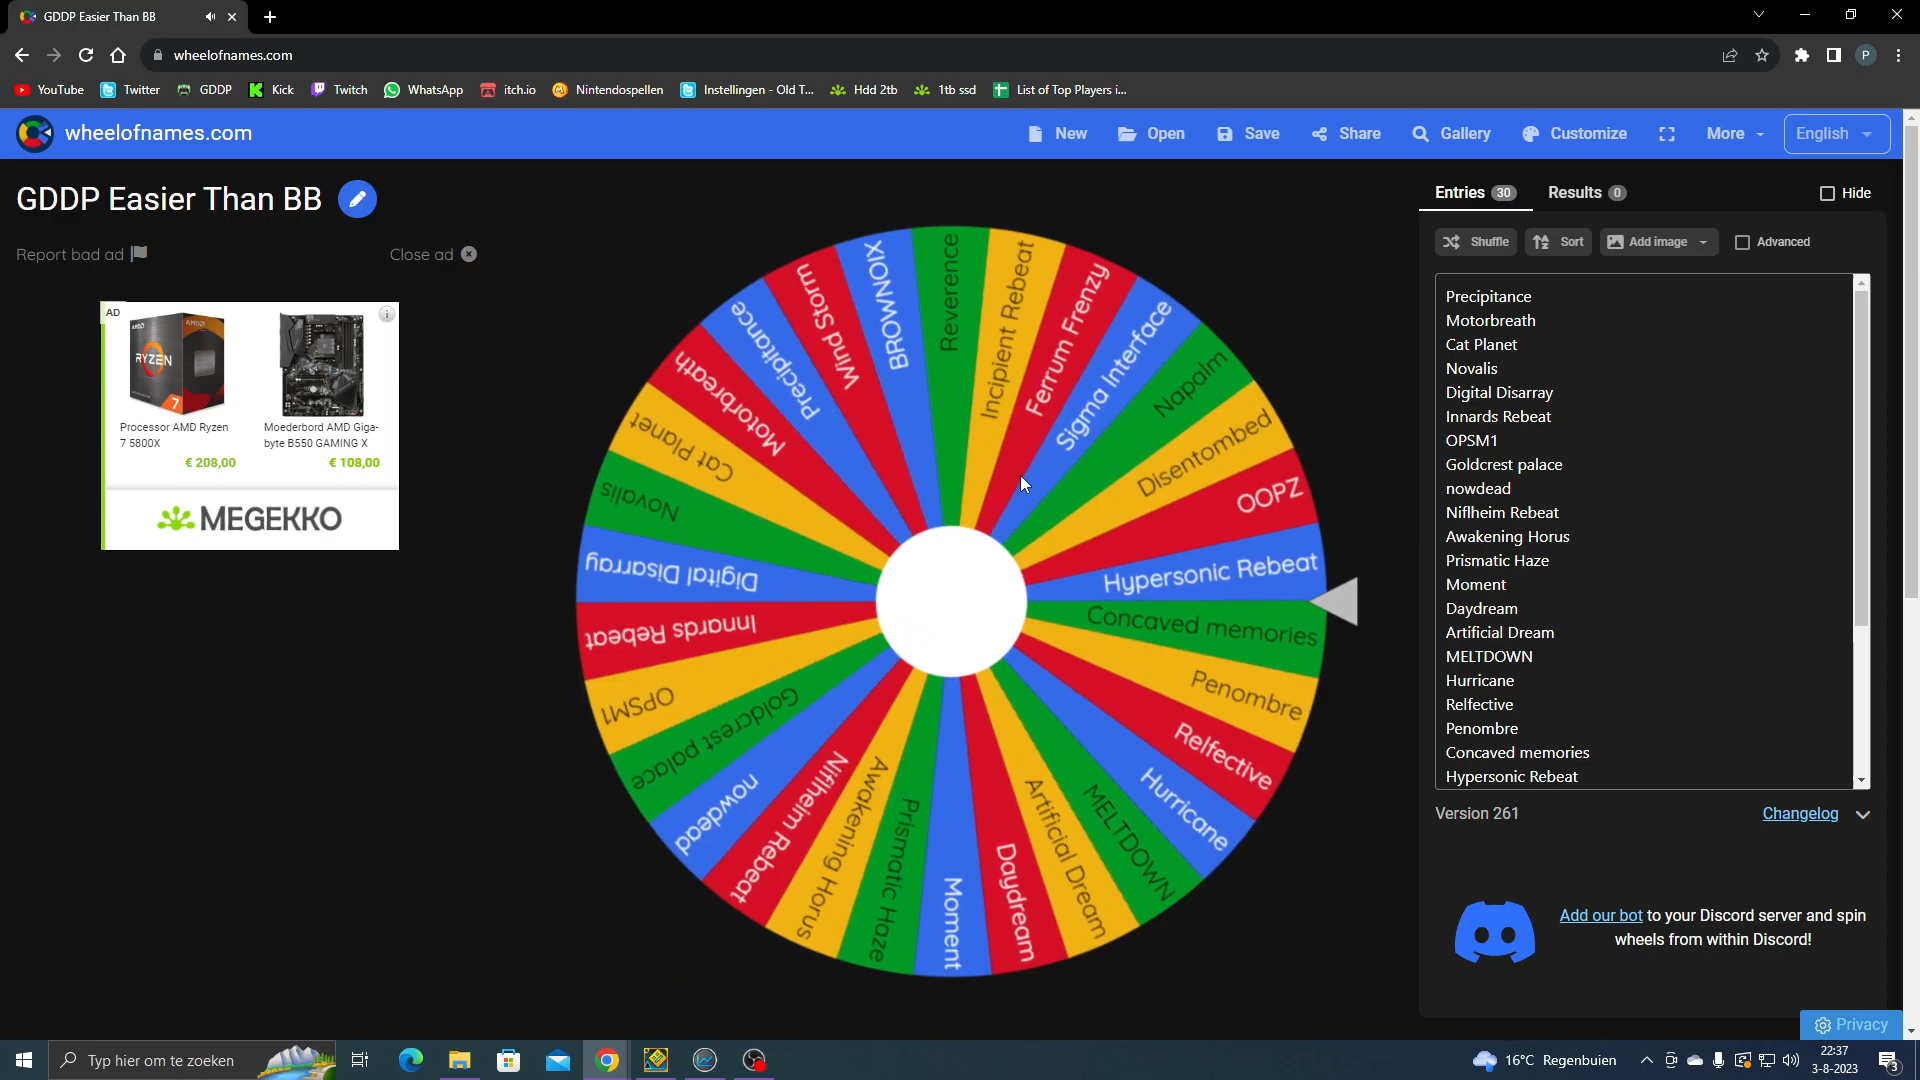 GDDP Easier Than BB
wheelofnames.com
YouTube Twitter GDDP Kick Twitch WhatsApp itch.io Nintendospellen Instellingen - Old T... Hdd 2tb 1tb ssd List of Top Players i...
wheelofnames.com New Open Save Share Gallery Customize More English
GDDP Easier Than BB
Report bad ad Close ad
AD
AMD RYZEN 7
Processor AMD Ryzen 7 5800X
€ 208,00
Moederbord AMD Giga-
byte B550 GAMING X
€ 108,00
MEGEKKO
Reverence
Incipient Rebeat
Ferrum Frenzy
Sigma Interface
Napalm
Disentombed
OOPZ
Hypersonic Rebeat
Concaved memories
Penombre
Relfective
Hurricane
MELTDOWN
Artificial Dream
Daydream
Moment
Prismatic Haze
Awakening Horus
Niflheim Rebeat
nowdead
Goldcrest palace
OPSM1
Innards Rebeat
Digital Disarray
Novalis
Cat Planet
Motorbreath
Precipitance
Wind Storm
BROWNOIX
Entries 30 Results 0 Hide
Shuffle Sort Add image Advanced
Precipitance
Motorbreath
Cat Planet
Novalis
Digital Disarray
Innards Rebeat
OPSM1
Goldcrest palace
nowdead
Niflheim Rebeat
Awakening Horus
Prismatic Haze
Moment
Daydream
Artificial Dream
MELTDOWN
Hurricane
Relfective
Penombre
Concaved memories
Hypersonic Rebeat
Version 261 Changelog
Add our bot to your Discord server and spin
wheels from within Discord!
Privacy
Typ hier om te zoeken
16°C Regenbuien
22:37
3-8-2023
3